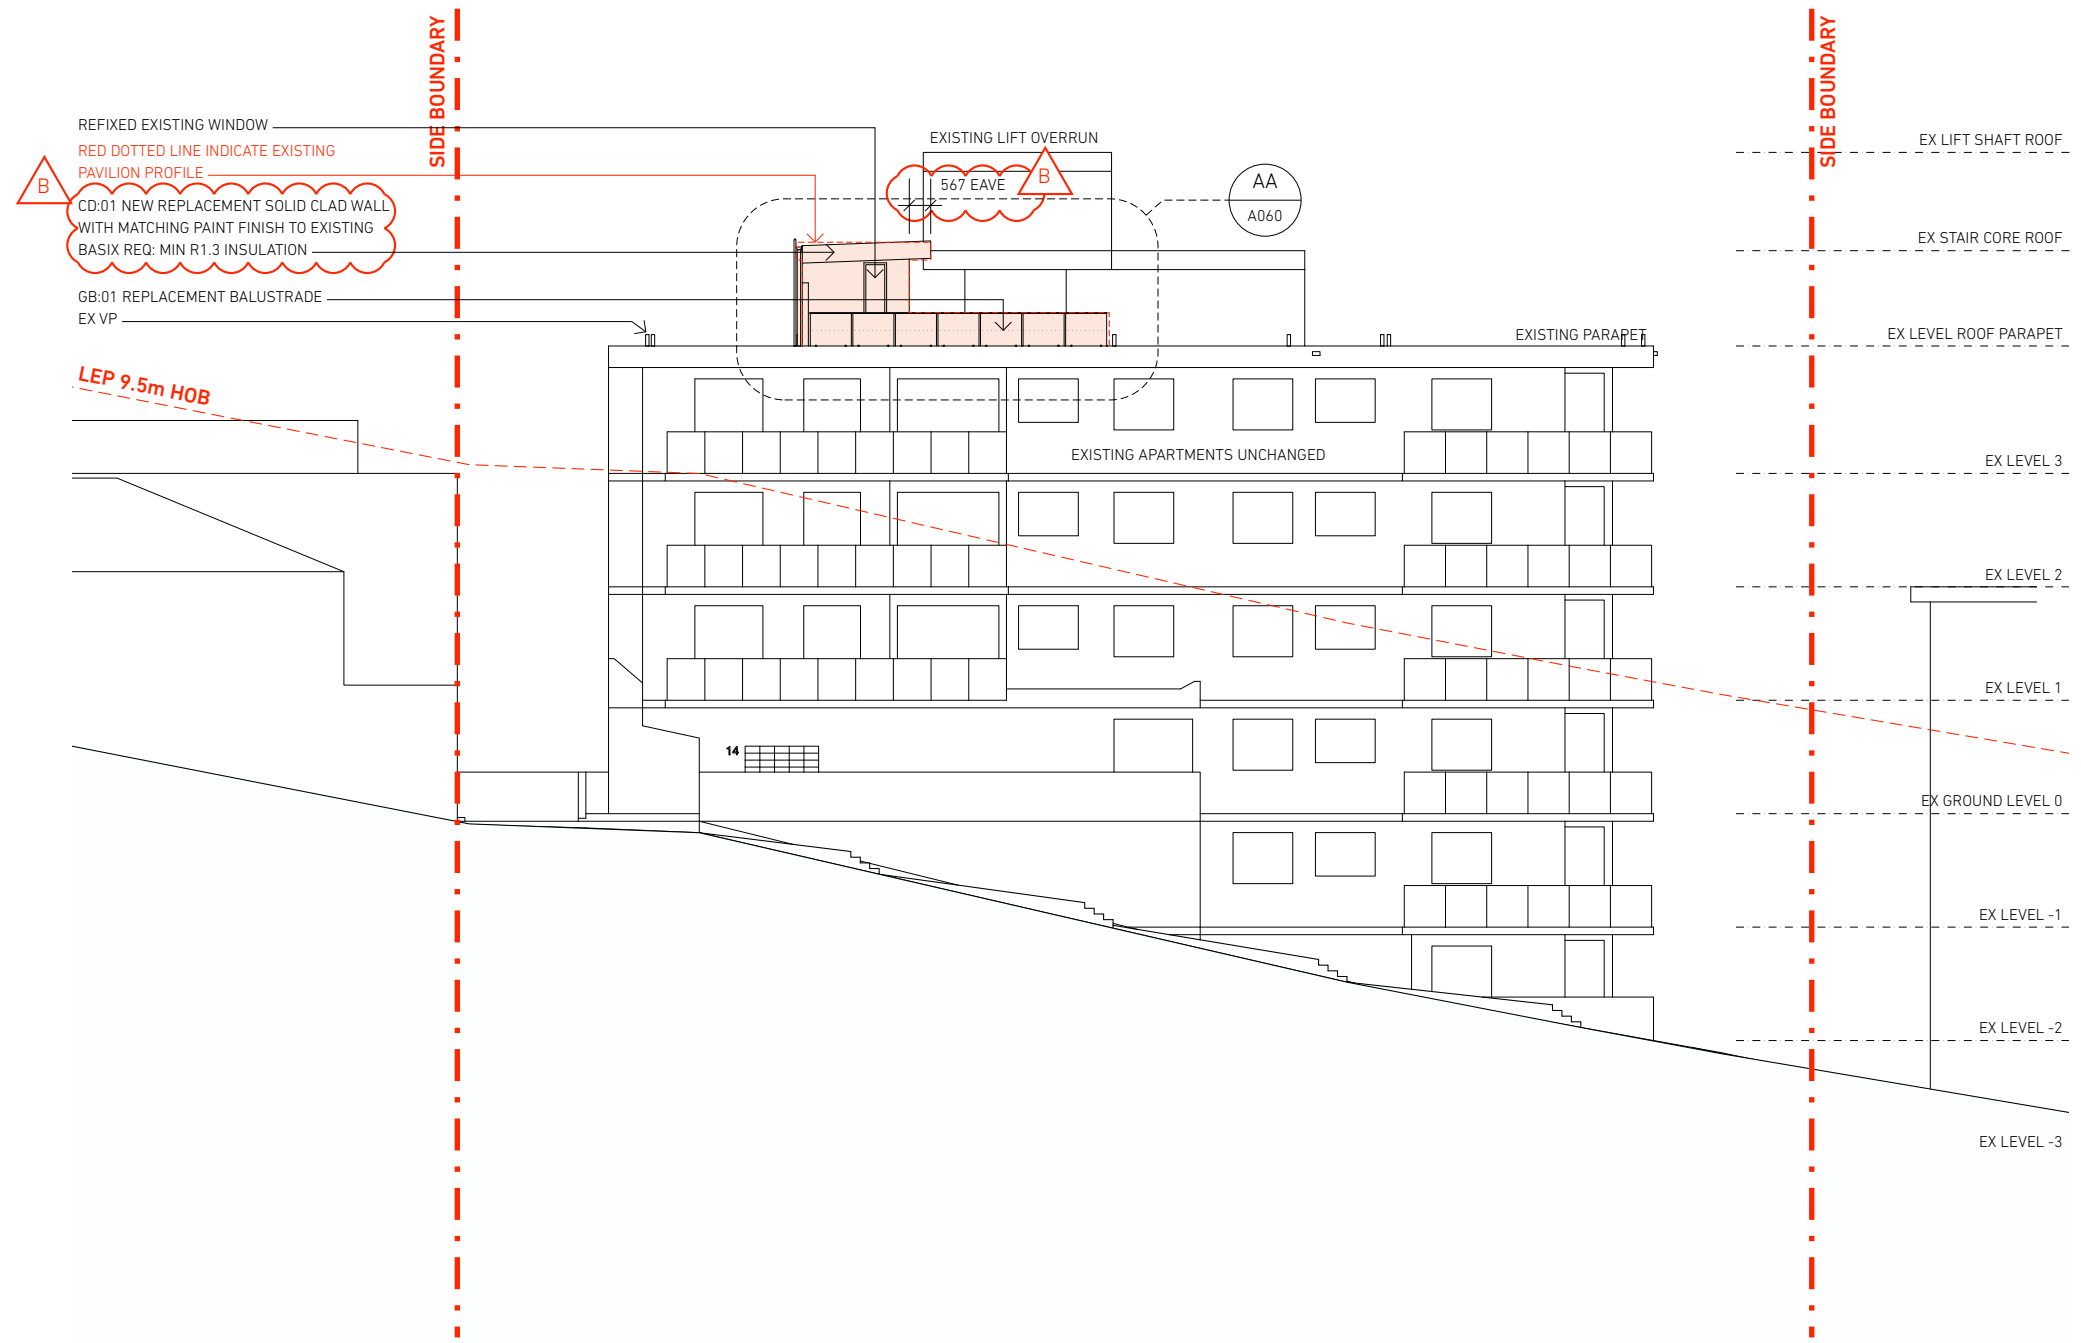 SIDE BOUNDARY
SIDE BOUNDARY
REFIXED EXISTING WINDOW
RED DOTTED LINE INDICATE EXISTING
PAVILION PROFILE
B
CD:01 NEW REPLACEMENT SOLID CLAD WALL
WITH MATCHING PAINT FINISH TO EXISTING
BASIX REQ: MIN R1.3 INSULATION
GB:01 REPLACEMENT BALUSTRADE
EX VP
LEP 9.5m HOB
EXISTING LIFT OVERRUN
567 EAVE
B
AA
A060
EXISTING PARAPET
EXISTING APARTMENTS UNCHANGED
14
EX LIFT SHAFT ROOF
EX STAIR CORE ROOF
EX LEVEL ROOF PARAPET
EX LEVEL 3
EX LEVEL 2
EX LEVEL 1
EX GROUND LEVEL 0
EX LEVEL -1
EX LEVEL -2
EX LEVEL -3